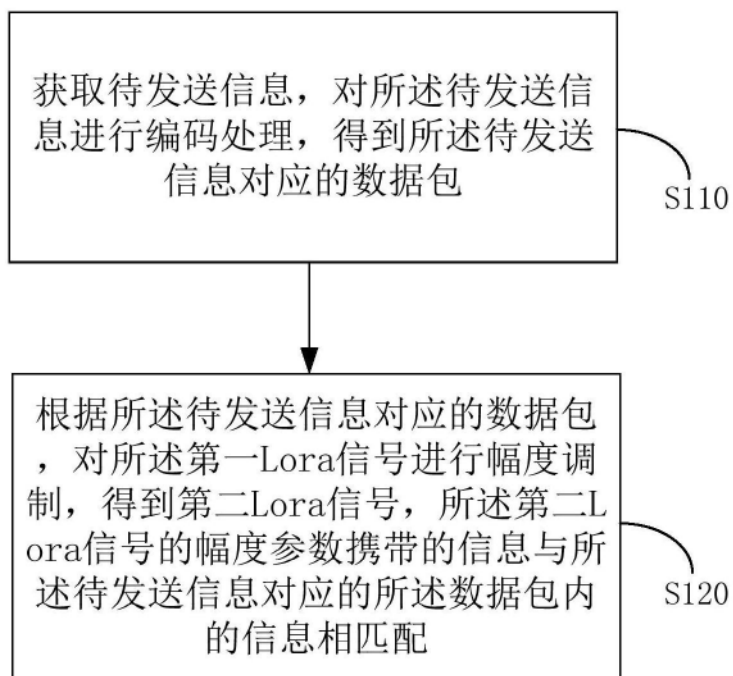 获取待发送信息，对所述待发送信
息进行编码处理，得到所述待发送
信息对应的数据包
S110
根据所述待发送信息对应的数据包
，对所述第一Lora信号进行幅度调
制，得到第二Lora信号，所述第二L
ora信号的幅度参数携带的信息与所
述待发送信息对应的所述数据包内
的信息相匹配
S120